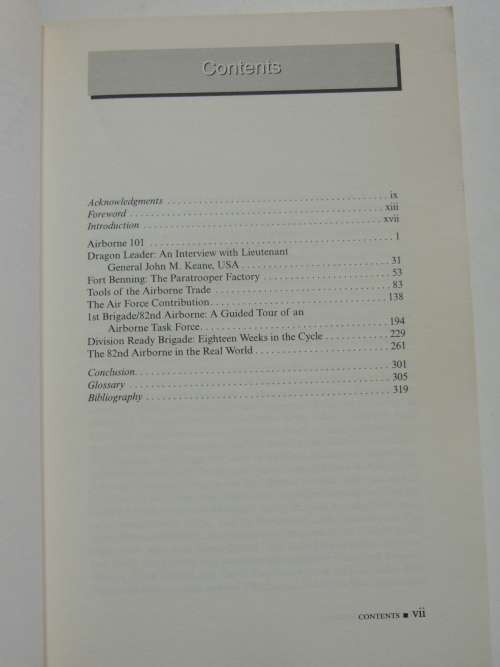 Contents
Acknowledgments . . . . . . . . . . . . . . . . . . . . . . . . . . . . . . . . . . . . . ix
Foreword . . . . . . . . . . . . . . . . . . . . . . . . . . . . . . . . . . . . . . . . . . xiii
Introduction . . . . . . . . . . . . . . . . . . . . . . . . . . . . . . . . . . . . . . . . xvii
Airborne 101 . . . . . . . . . . . . . . . . . . . . . . . . . . . . . . . . . . . . . . . . 1
Dragon Leader: An Interview with Lieutenant
General John M. Keane, USA . . . . . . . . . . . . . . . . . . . . . . . . 31
Fort Benning: The Paratrooper Factory . . . . . . . . . . . . . . . . . . . . . 53
Tools of the Airborne Trade . . . . . . . . . . . . . . . . . . . . . . . . . . . . . 83
The Air Force Contribution. . . . . . . . . . . . . . . . . . . . . . . . . . . . . 138
1st Brigade/82nd Airborne: A Guided Tour of an
Airborne Task Force. . . . . . . . . . . . . . . . . . . . . . . . . . . . . . . 194
Division Ready Brigade: Eighteen Weeks in the Cycle . . . . . . . . . . . 229
The 82nd Airborne in the Real World . . . . . . . . . . . . . . . . . . . . . . 261
Conclusion. . . . . . . . . . . . . . . . . . . . . . . . . . . . . . . . . . . . . . . . . 301
Glossary . . . . . . . . . . . . . . . . . . . . . . . . . . . . . . . . . . . . . . . . . . 305
Bibliography . . . . . . . . . . . . . . . . . . . . . . . . . . . . . . . . . . . . . . . 319
CONTENTS ■ vii